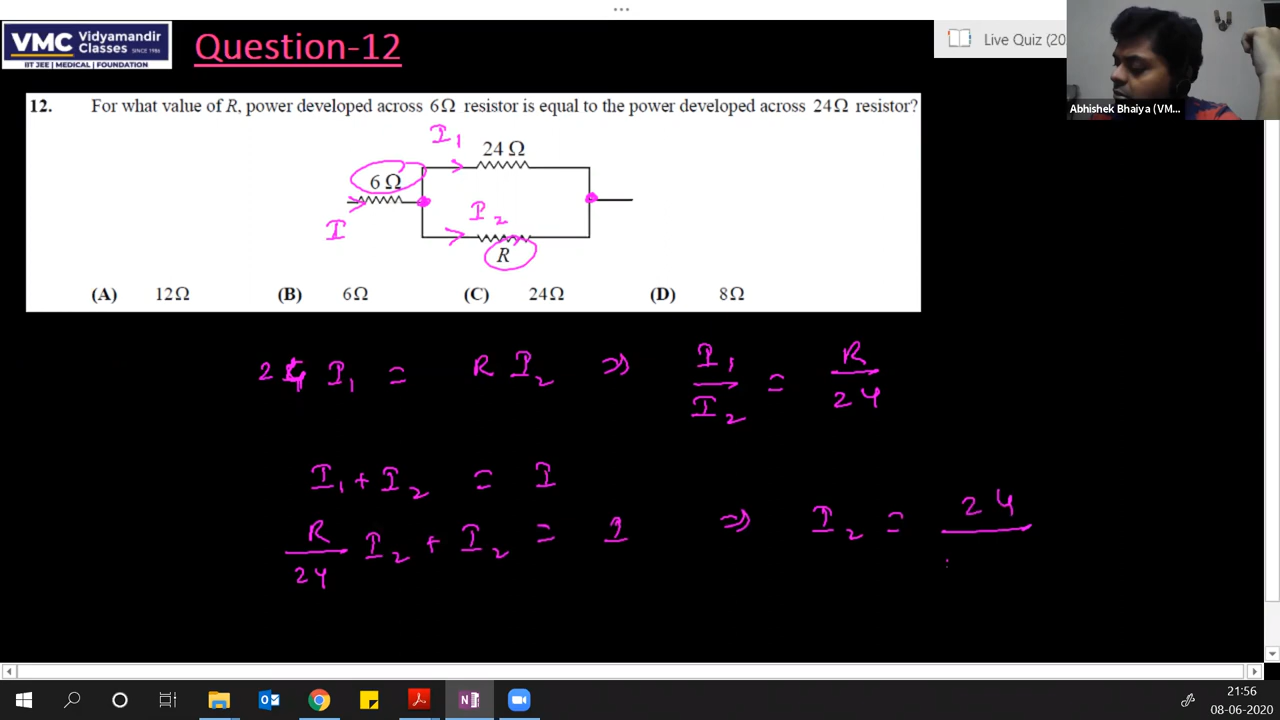 VMC Vidyamandir Classes SINCE 1986
IIT JEE | MEDICAL | FOUNDATION
Question-12
Live Quiz (20
Abhishek Bhaiya (VM...
12. For what value of R, power developed across 6Ω resistor is equal to the power developed across 24Ω resistor?
I₁
24 Ω
6 Ω
I₂
I
R
(A) 12Ω (B) 6Ω (C) 24Ω (D) 8Ω
24 I₁ = R I₂ ⇒ I₁/I₂ = R/24
I₁ + I₂ = I
R/24 I₂ + I₂ = I ⇒ I₂ = 24
21:56
08-06-2020